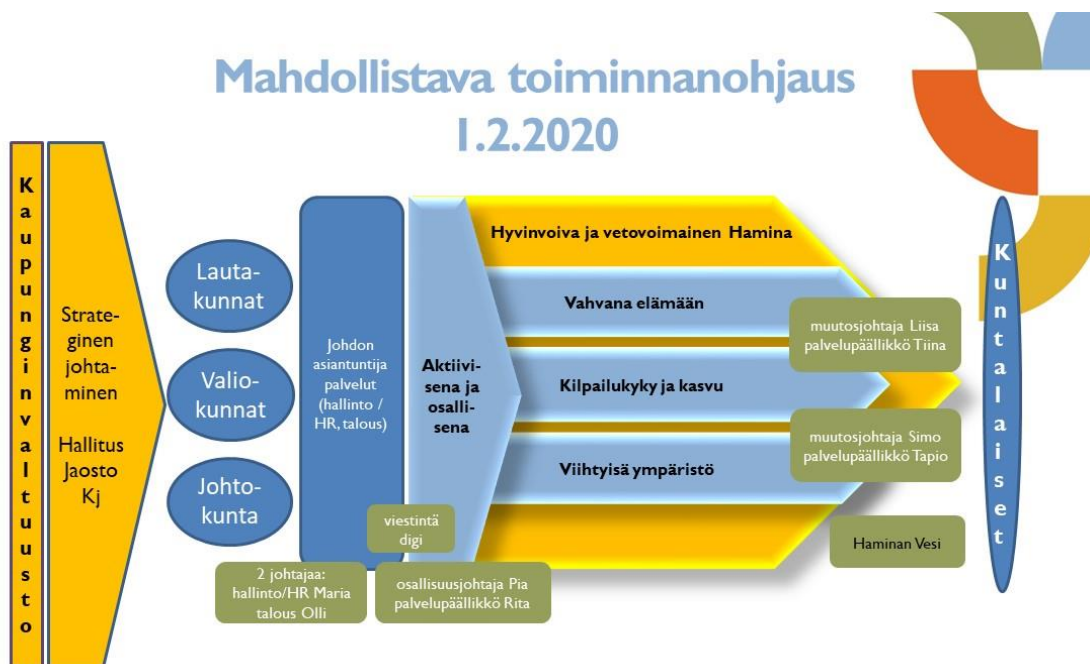 Mahdollistava toiminnanohjaus
1.2.2020
Kaupunginvaltuusto
Strate-
ginen
johta-
minen
Hallitus
Jaosto
Kj
Lauta-
kunnat
Valio-
kunnat
Johto-
kunta
Johdon
asiantuntija
palvelut
(hallinto /
HR, talous)
Aktiivi-
sena ja
osalli-
sena
Hyvinvoiva ja vetovoimainen Hamina
Vahvana elämään
Kilpailukyky ja kasvu
Viihtyisä ympäristö
muutosjohtaja Liisa
palvelupäällikkö Tiina
muutosjohtaja Simo
palvelupäällikkö Tapio
viestintä
digi
Haminan Vesi
2 johtajaa:
hallinto/HR Maria
talous Olli
osallisuusjohtaja Pia
palvelupäällikkö Rita
Kuntalaiset